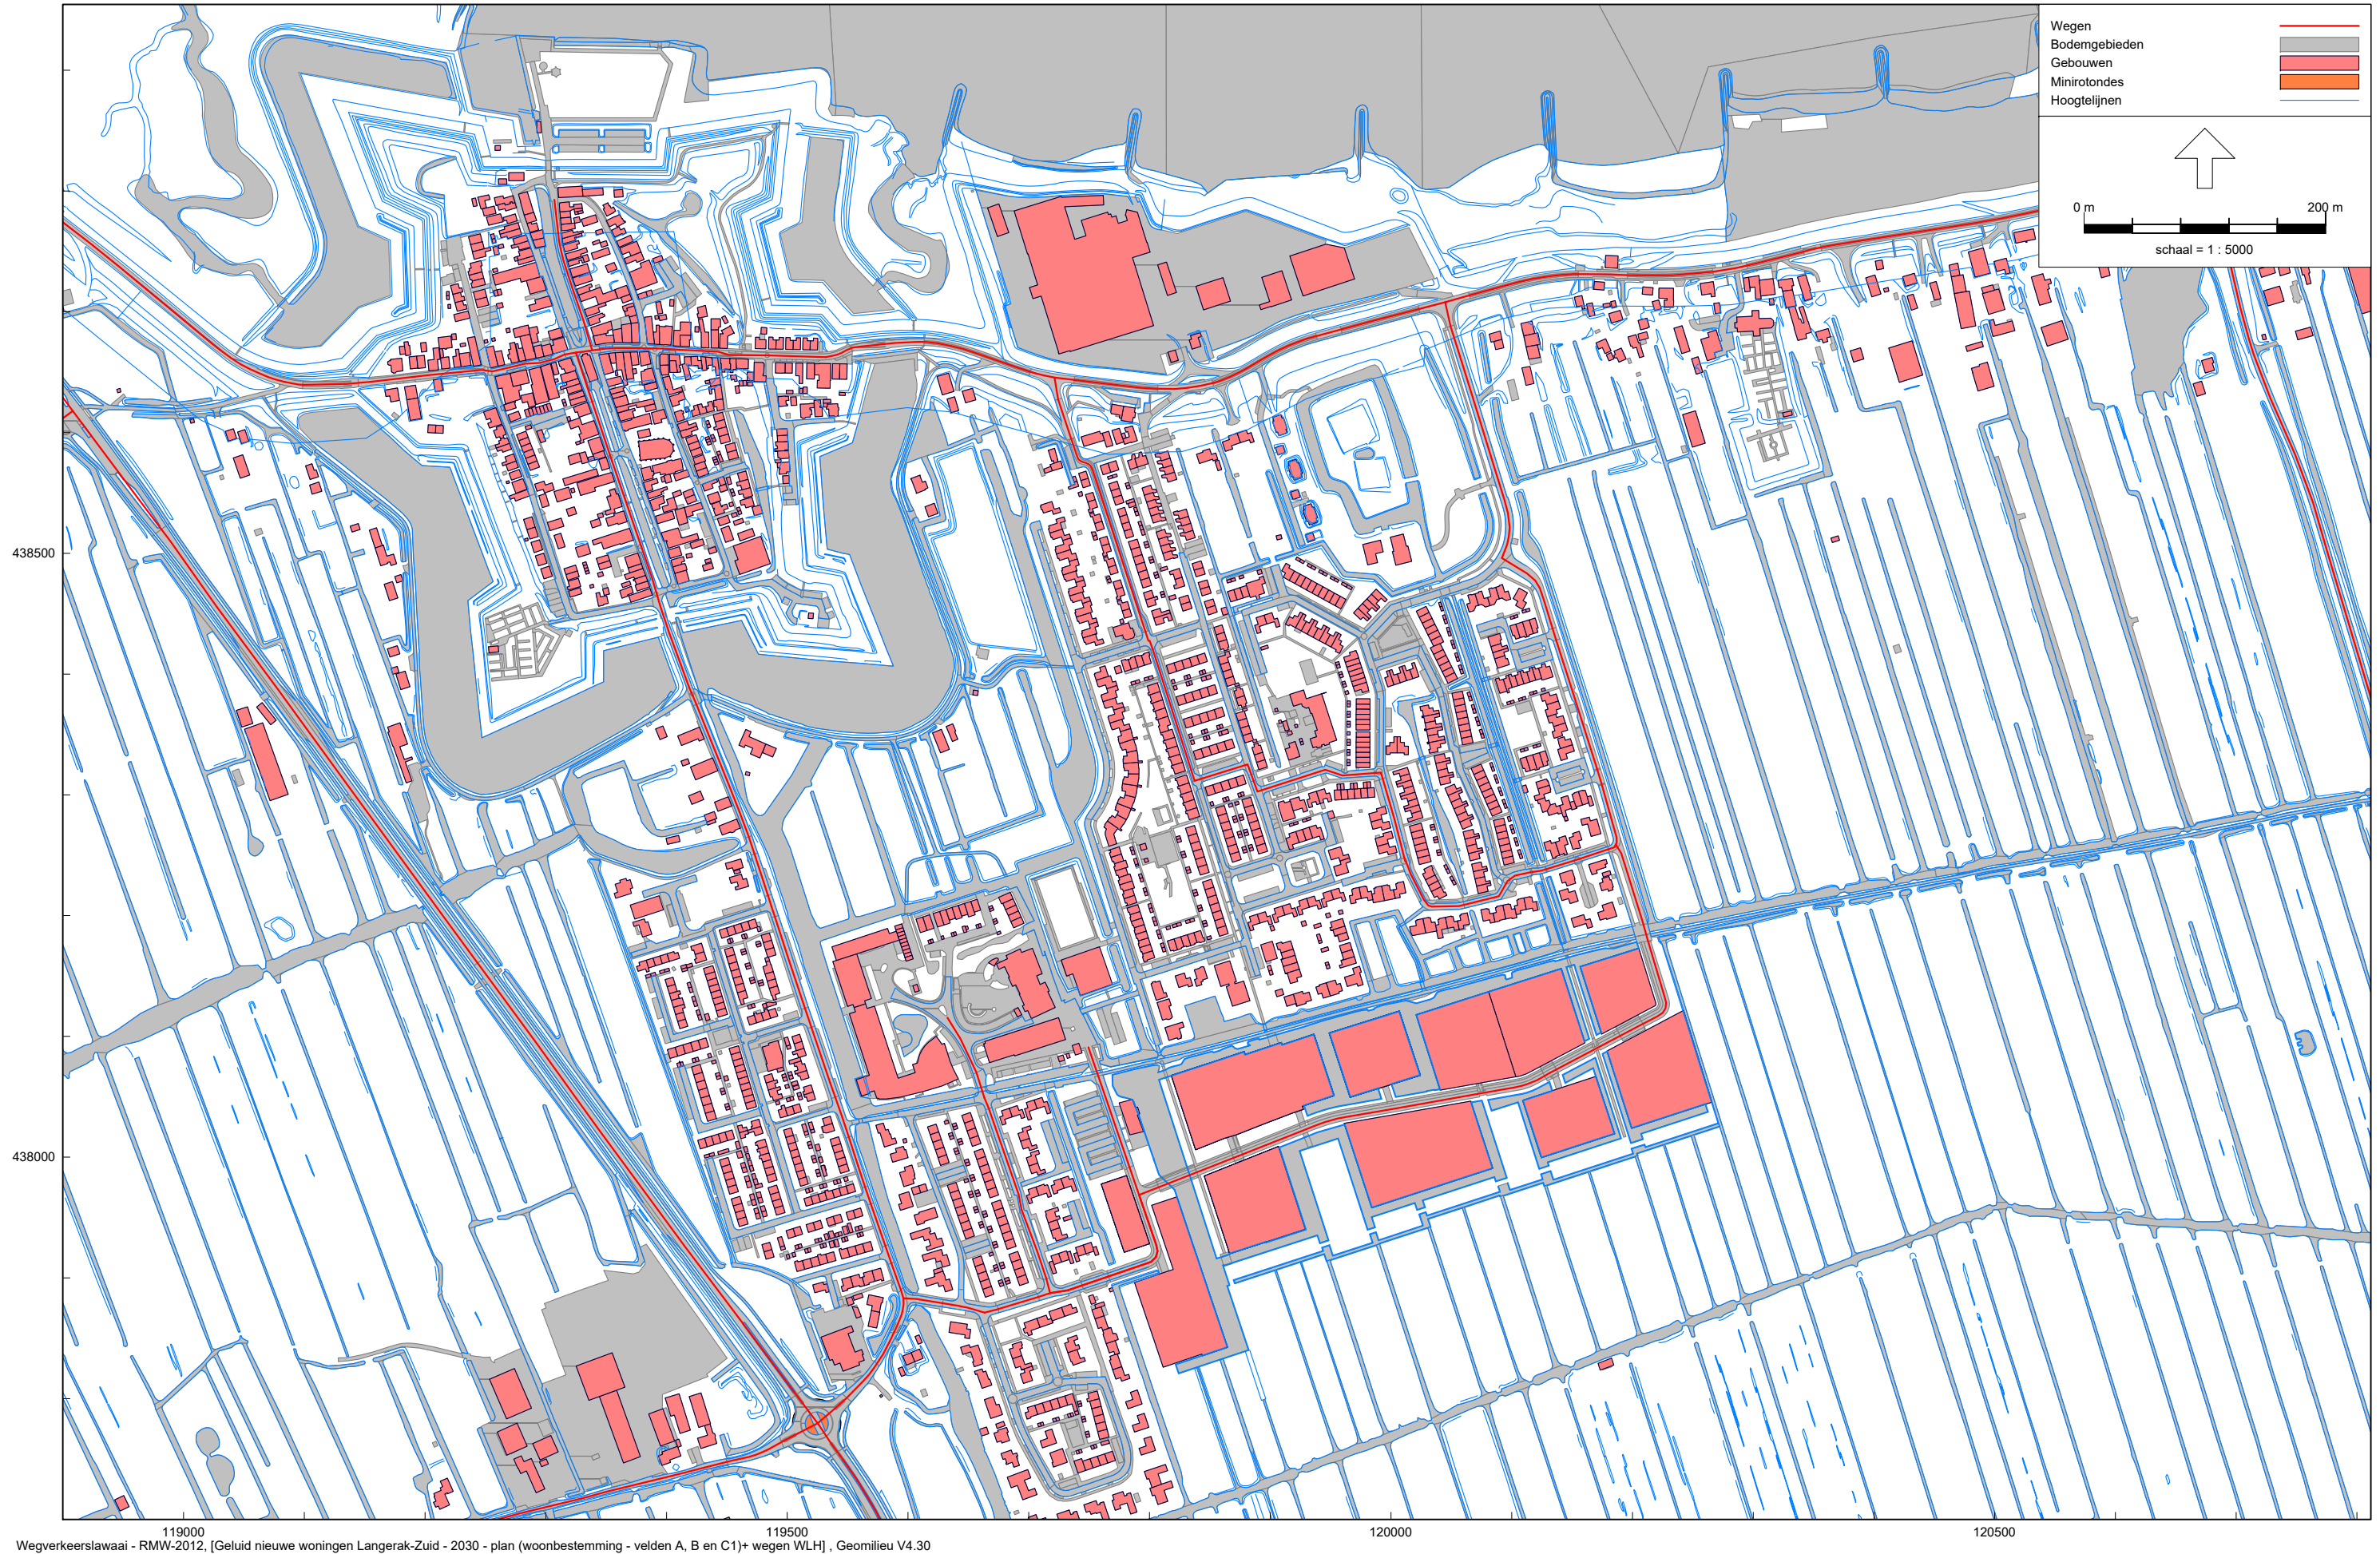 Wegen
Bodemgebieden
Gebouwen
Minirotondes
Hoogtelijnen
0 m 200 m
schaal = 1 : 5000
438500
438000
119000 119500 120000 120500
Wegverkeerslawaai - RMW-2012, [Geluid nieuwe woningen Langerak-Zuid - 2030 - plan (woonbestemming - velden A, B en C1)+ wegen WLH] , Geomilieu V4.30